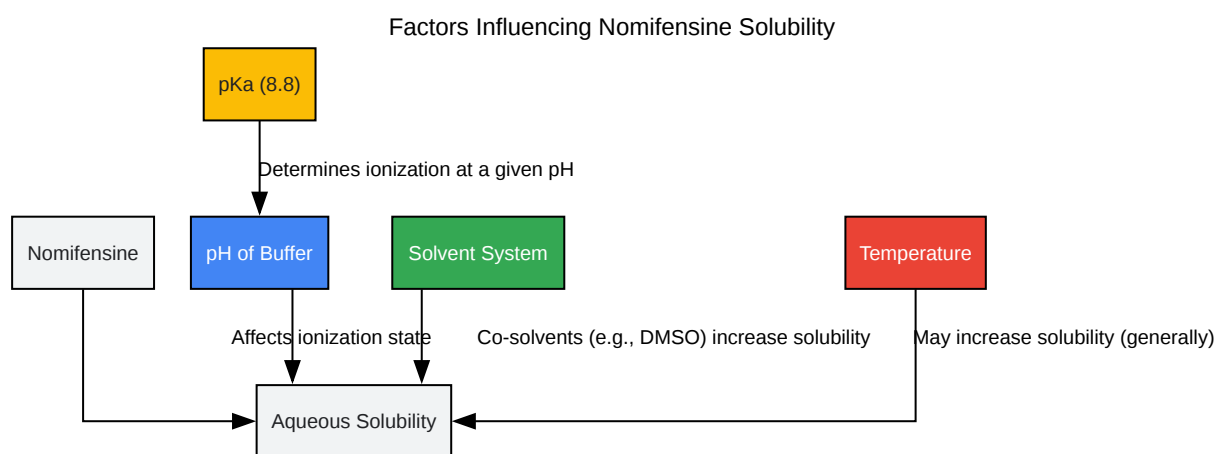 Factors Influencing Nomifensine Solubility
pKa (8.8)
Determines ionization at a given pH
Nomifensine
pH of Buffer
Solvent System
Temperature
Affects ionization state
Co-solvents (e.g., DMSO) increase solubility
May increase solubility (generally)
Aqueous Solubility